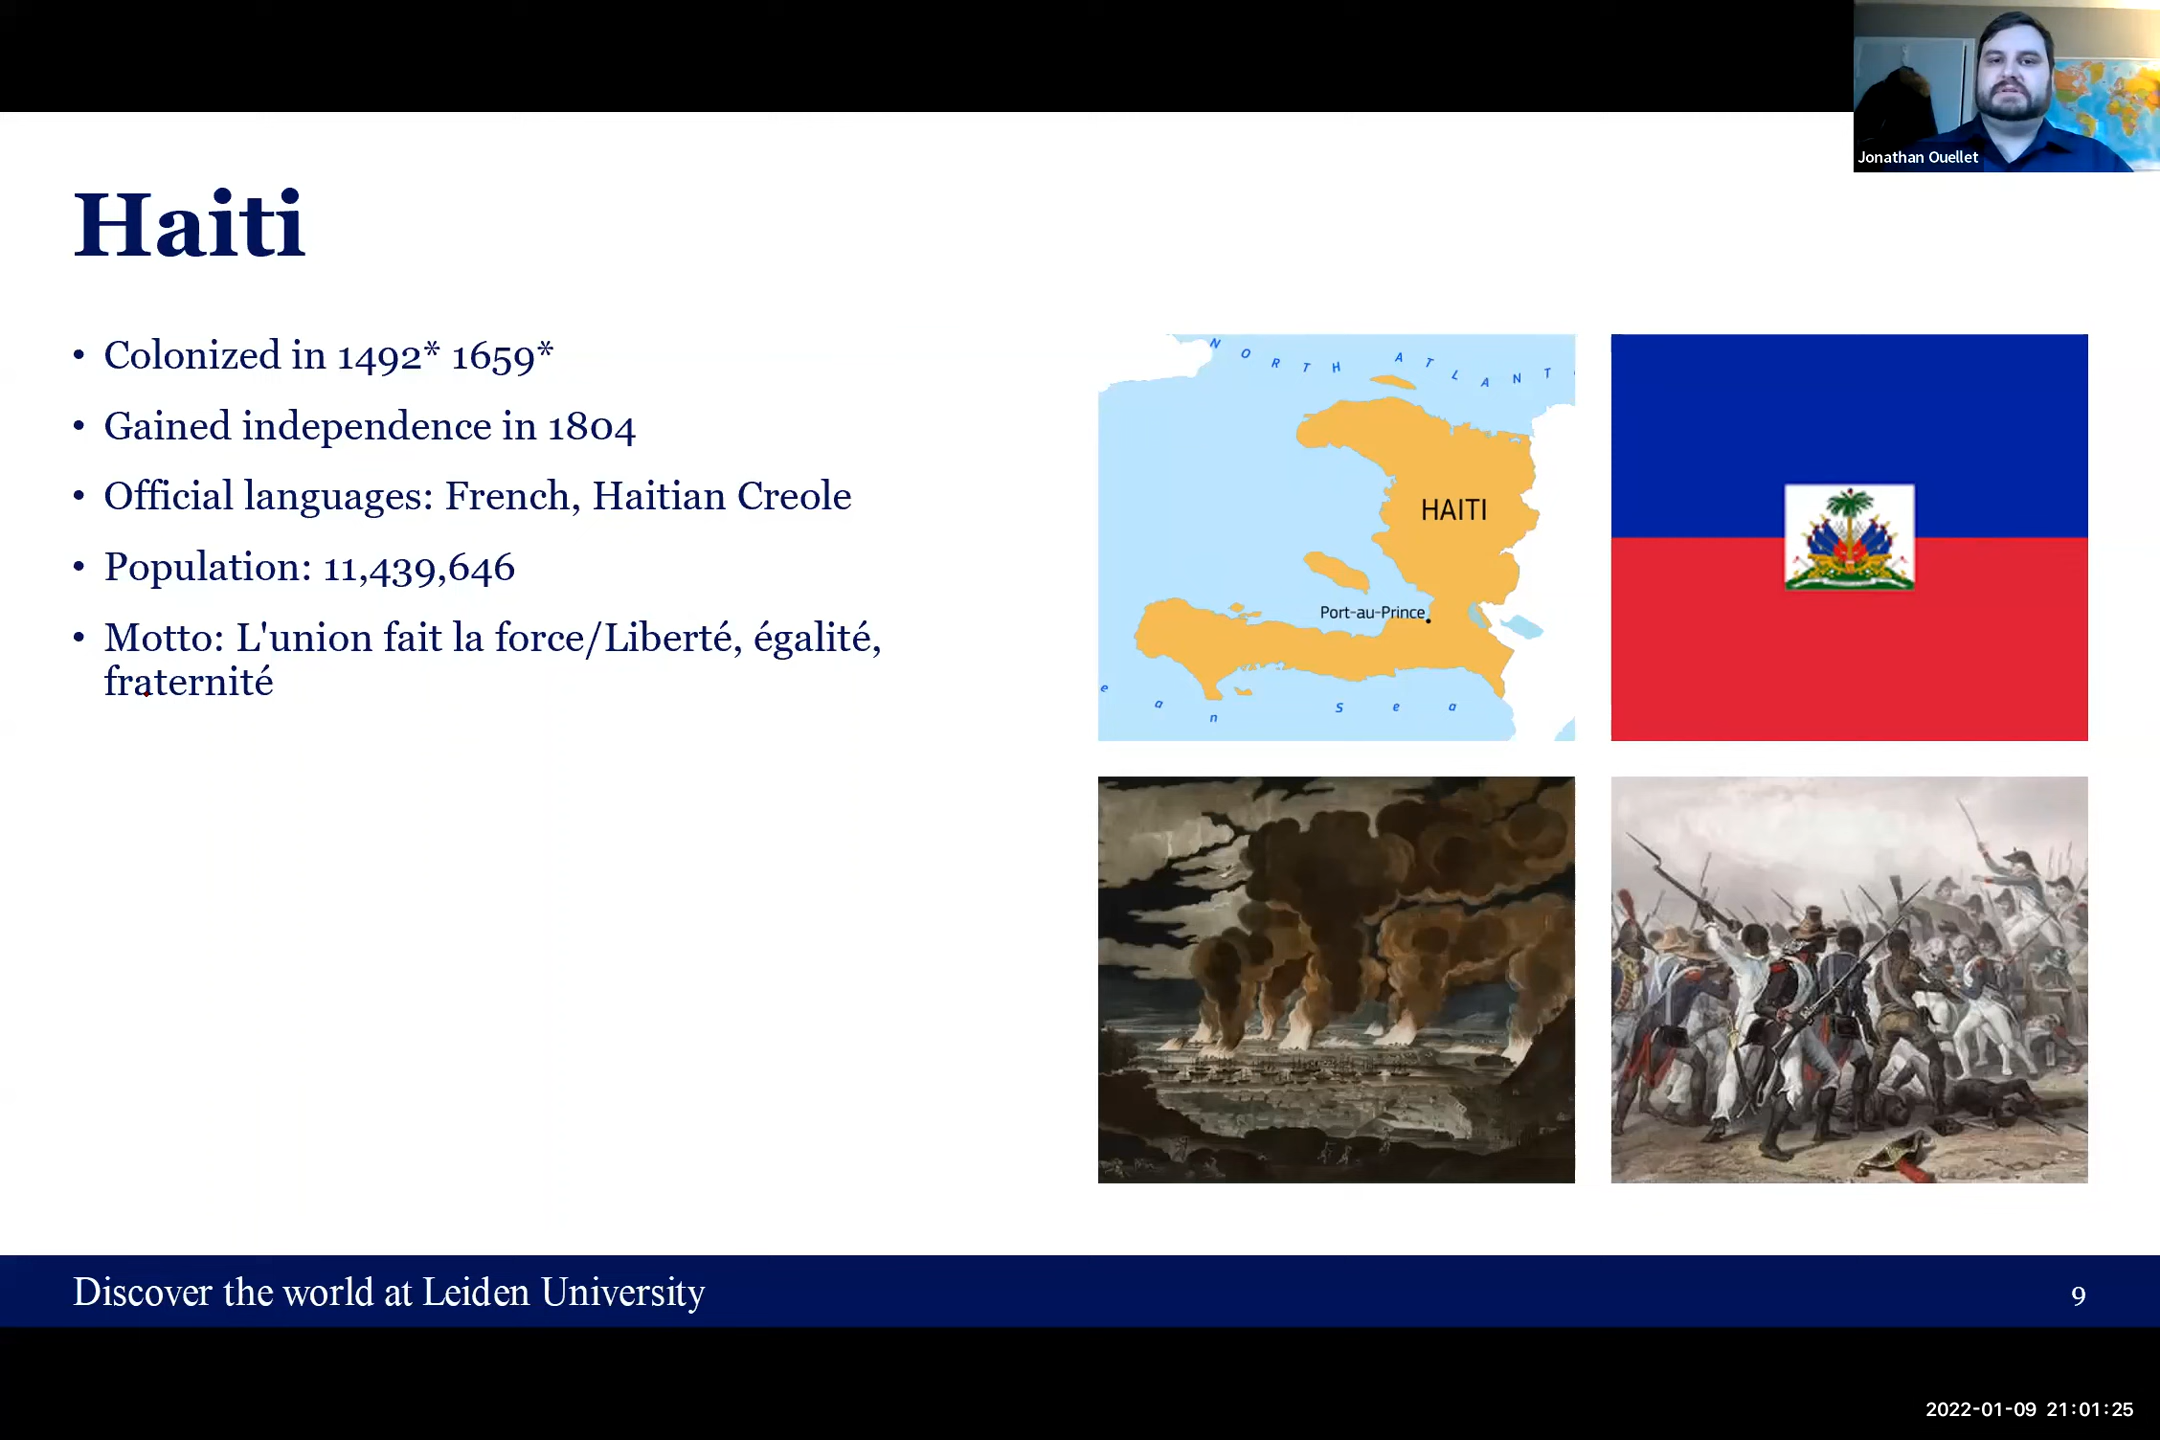 Jonathan Ouellet
Haiti
• Colonized in 1492* 1659*
• Gained independence in 1804
• Official languages: French, Haitian Creole
• Population: 11,439,646
• Motto: L'union fait la force/Liberté, égalité,
fraternité
NORTH ATLANT
HAITI
Port-au-Prince
e a n S e a
Discover the world at Leiden University
9
2022-01-09 21:01:25